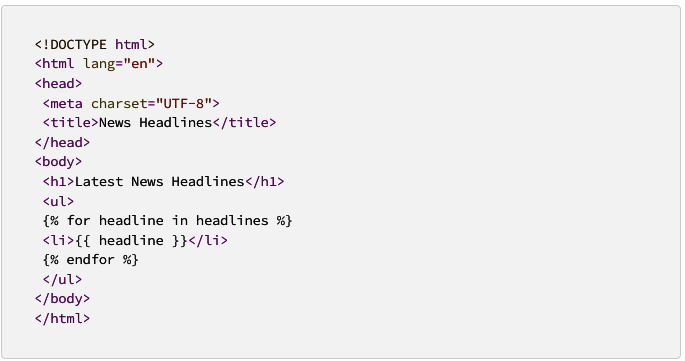 <!DOCTYPE html>
<html lang="en">
<head>
<meta charset="UTF-8">
<title>News Headlines</title>
</head>
<body>
<h1>Latest News Headlines</h1>
<ul>
{% for headline in headlines %}
<li>{{ headline }}</li>
{% endfor %}
</ul>
</body>
</html>